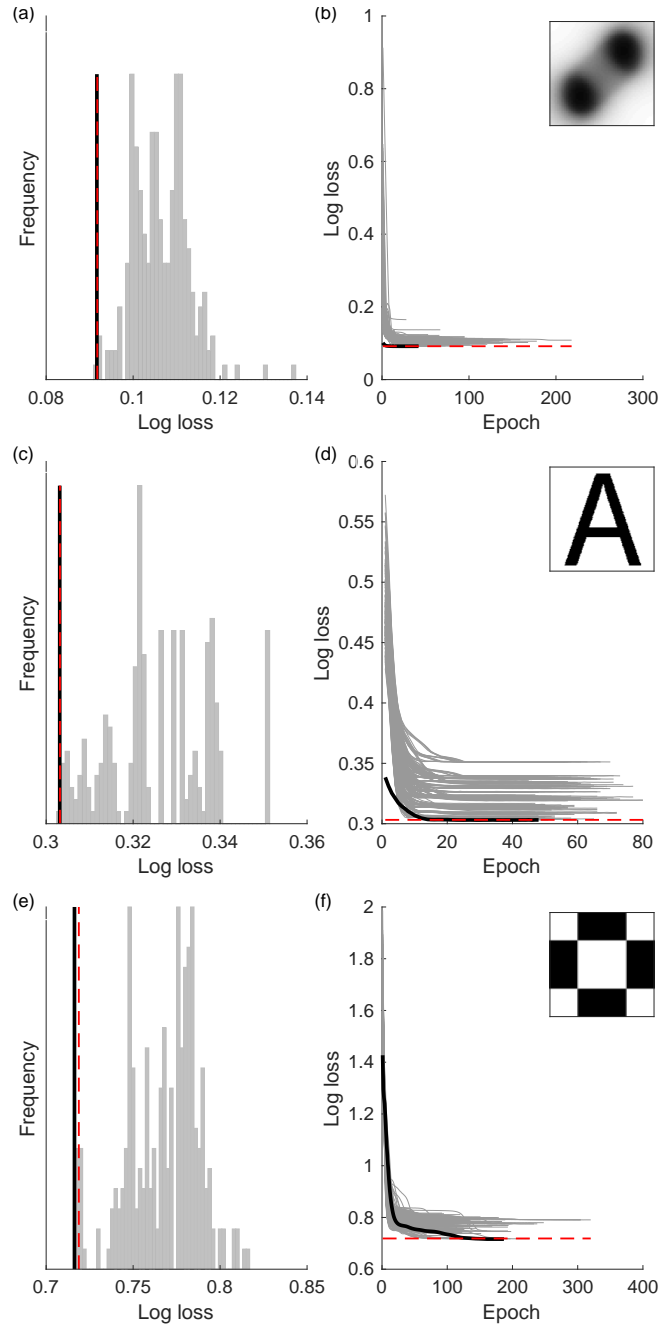 (a)
Frequency
0.08 0.1 0.12 0.14
Log loss
(b)
Log loss
1
0.8
0.6
0.4
0.2
0
0 100 200 300
Epoch
(c)
Frequency
0.3 0.32 0.34 0.36
Log loss
(d)
Log loss
0.6
0.55
0.5
0.45
0.4
0.35
0.3
0 20 40 60 80
Epoch
A
(e)
Frequency
0.7 0.75 0.8 0.85
Log loss
(f)
Log loss
2
1.8
1.6
1.4
1.2
1
0.8
0.6
0 100 200 300 400
Epoch